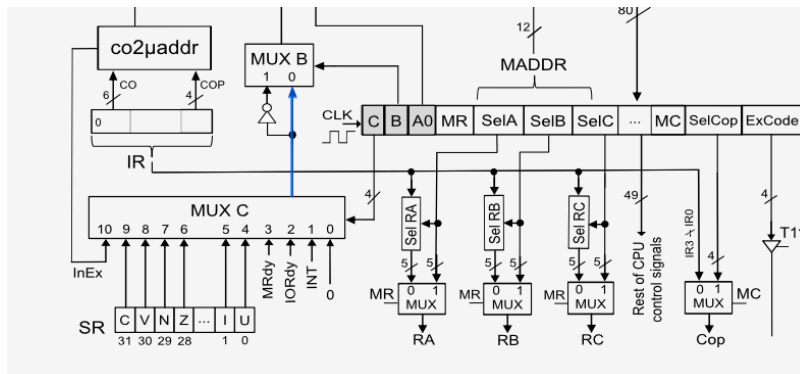 80
12
co2µaddr
MUX B
1 0
MADDR
6 CO
4 COP
CLK
C B A0 MR SelA SelB SelC ... MC SelCop ExCode
0
IR
4
49
4
MUX C
10 9 8 7 6 5 4 3 2 1 0
Sel RA
Sel RB
Sel RC
Rest of CPU
control signals
IR3 -\ IR0
InEx
MRdy
IORdy
INT
0
5 5
5 5
5 5
4
T11
MR 0 1
MUX
MR 0 1
MUX
MR 0 1
MUX
0 1 MC
MUX
SR
C V N Z ... I U
31 30 29 28 1 0
RA
RB
RC
Cop